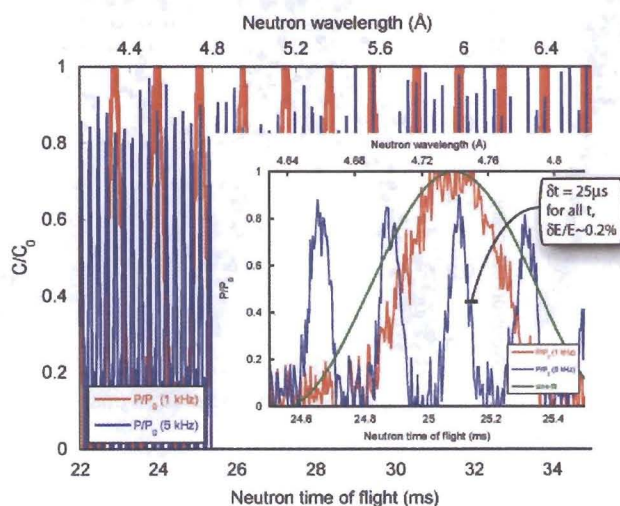 Neutron wavelength (Å)
4.4 4.8 5.2 5.6 6 6.4
1
0.8
0.6
0.4
0.2
0
C/C₀
Neutron wavelength (Å)
4.64 4.68 4.72 4.76 4.8
1
0.8
0.6
0.4
0.2
0
P/P₀
δt = 25µs
for all t,
δE/E~0.2%
P/P₀ (1 kHz)
P/P₀ (5 kHz)
24.6 24.8 25 25.2 25.4
Neutron time of flight (ms)
P/P₀ (1 kHz)
P/P₀ (5 kHz)
22 24 26 28 30 32 34
Neutron time of flight (ms)